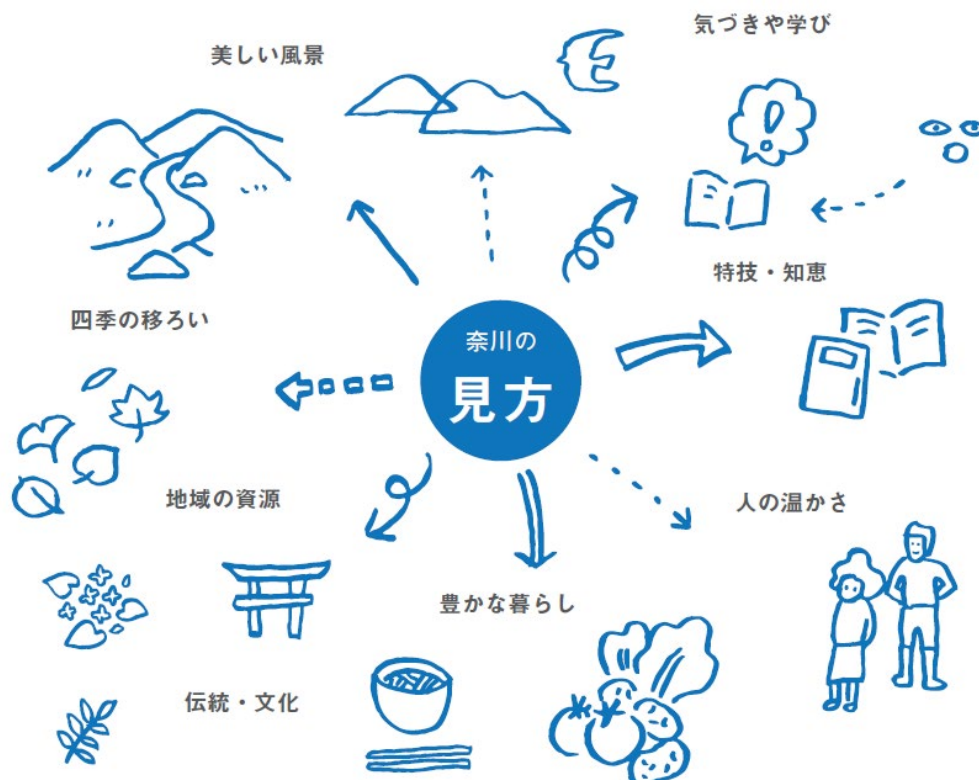 気づきや学び
美しい風景
特技・知恵
四季の移ろい
奈川の
見方
地域の資源
人の温かさ
豊かな暮らし
伝統・文化